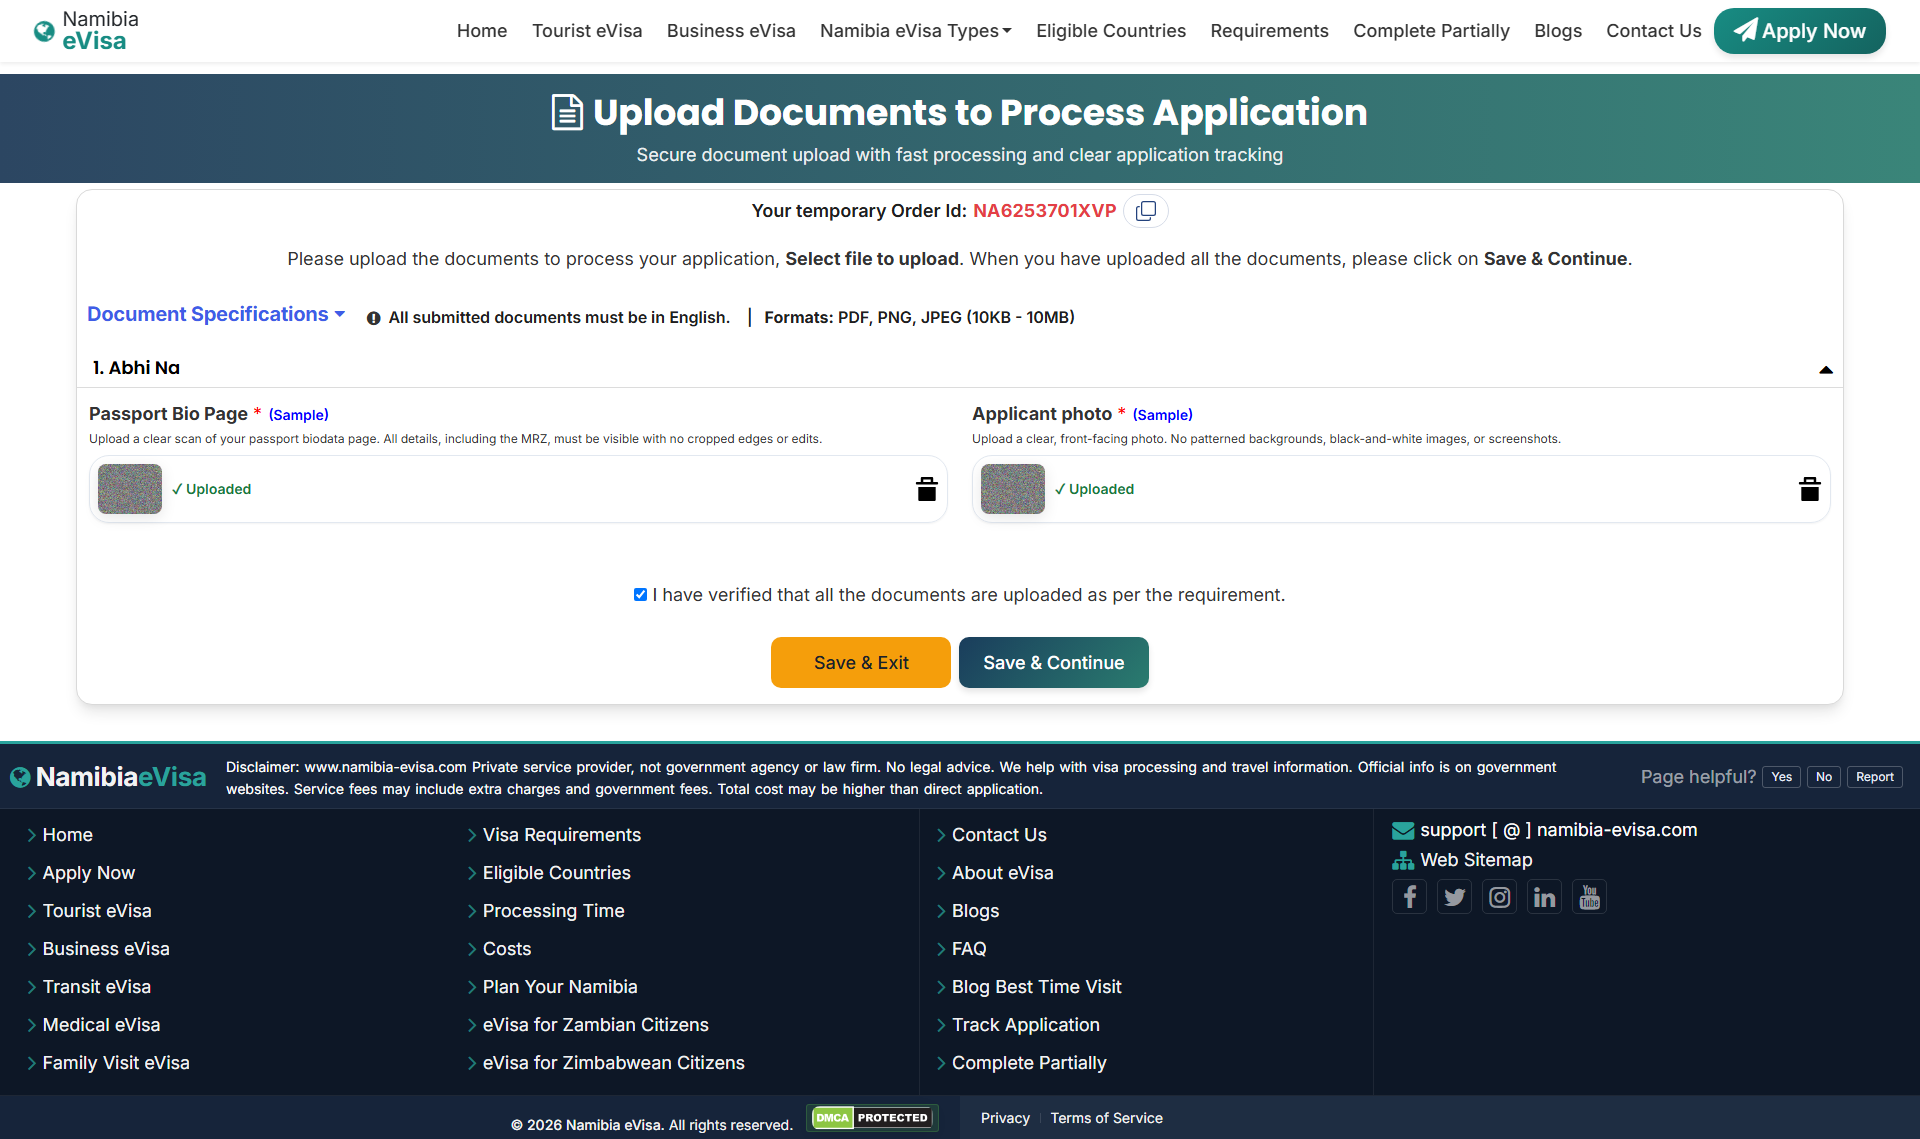 Namibia
eVisa
Home
Tourist eVisa
Business eVisa
Namibia eVisa Types
Eligible Countries
Requirements
Complete Partially
Blogs
Contact Us
Apply Now
Upload Documents to Process Application
Secure document upload with fast processing and clear application tracking
Your temporary Order Id: NA6253701XVP
Please upload the documents to process your application, Select file to upload. When you have uploaded all the documents, please click on Save & Continue.
Document Specifications
All submitted documents must be in English. | Formats: PDF, PNG, JPEG (10KB - 10MB)
1. Abhi Na
Passport Bio Page * (Sample)
Upload a clear scan of your passport biodata page. All details, including the MRZ, must be visible with no cropped edges or edits.
✓ Uploaded
Applicant photo * (Sample)
Upload a clear, front-facing photo. No patterned backgrounds, black-and-white images, or screenshots.
✓ Uploaded
I have verified that all the documents are uploaded as per the requirement.
Save & Exit
Save & Continue
NamibiaeVisa
Disclaimer: www.namibia-evisa.com Private service provider, not government agency or law firm. No legal advice. We help with visa processing and travel information. Official info is on government
websites. Service fees may include extra charges and government fees. Total cost may be higher than direct application.
Page helpful? Yes No Report
Home
Apply Now
Tourist eVisa
Business eVisa
Transit eVisa
Medical eVisa
Family Visit eVisa
Visa Requirements
Eligible Countries
Processing Time
Costs
Plan Your Namibia
eVisa for Zambian Citizens
eVisa for Zimbabwean Citizens
Contact Us
About eVisa
Blogs
FAQ
Blog Best Time Visit
Track Application
Complete Partially
support [ @ ] namibia-evisa.com
Web Sitemap
You
Tube
© 2026 Namibia eVisa. All rights reserved.
DMCA PROTECTED
Privacy | Terms of Service